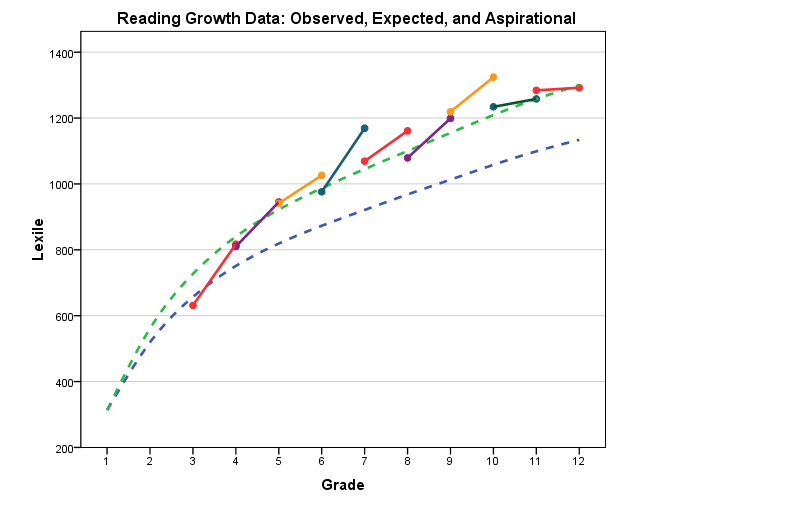 Reading Growth Data: Observed, Expected, and Aspirational
1400
1200
1000
800
600
400
200
Lexile
1 2 3 4 5 6 7 8 9 10 11 12
Grade